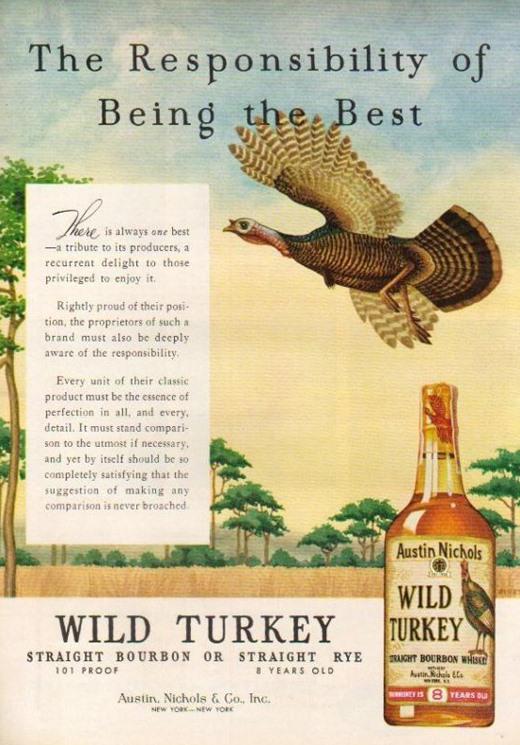 The Responsibility of
Being the Best
There is always one best
—a tribute to its producers, a
recurrent delight to those
privileged to enjoy it.
Rightly proud of their posi-
tion, the proprietors of such a
brand must also be deeply
aware of the responsibility.
Every unit of their classic
product must be the essence of
perfection in all, and every,
detail. It must stand compari-
son to the utmost if necessary,
and yet by itself should be so
completely satisfying that the
suggestion of making any
comparison is never broached.
WILD TURKEY
STRAIGHT BOURBON OR STRAIGHT RYE
101 PROOF 8 YEARS OLD
Austin, Nichols & Co., Inc.
NEW YORK—NEW YORK
Austin Nichols
WILD
TURKEY
STRAIGHT BOURBON WHISKEY
Austin, Nichols & Co.
WHISKEY IS 8 YEARS OLD